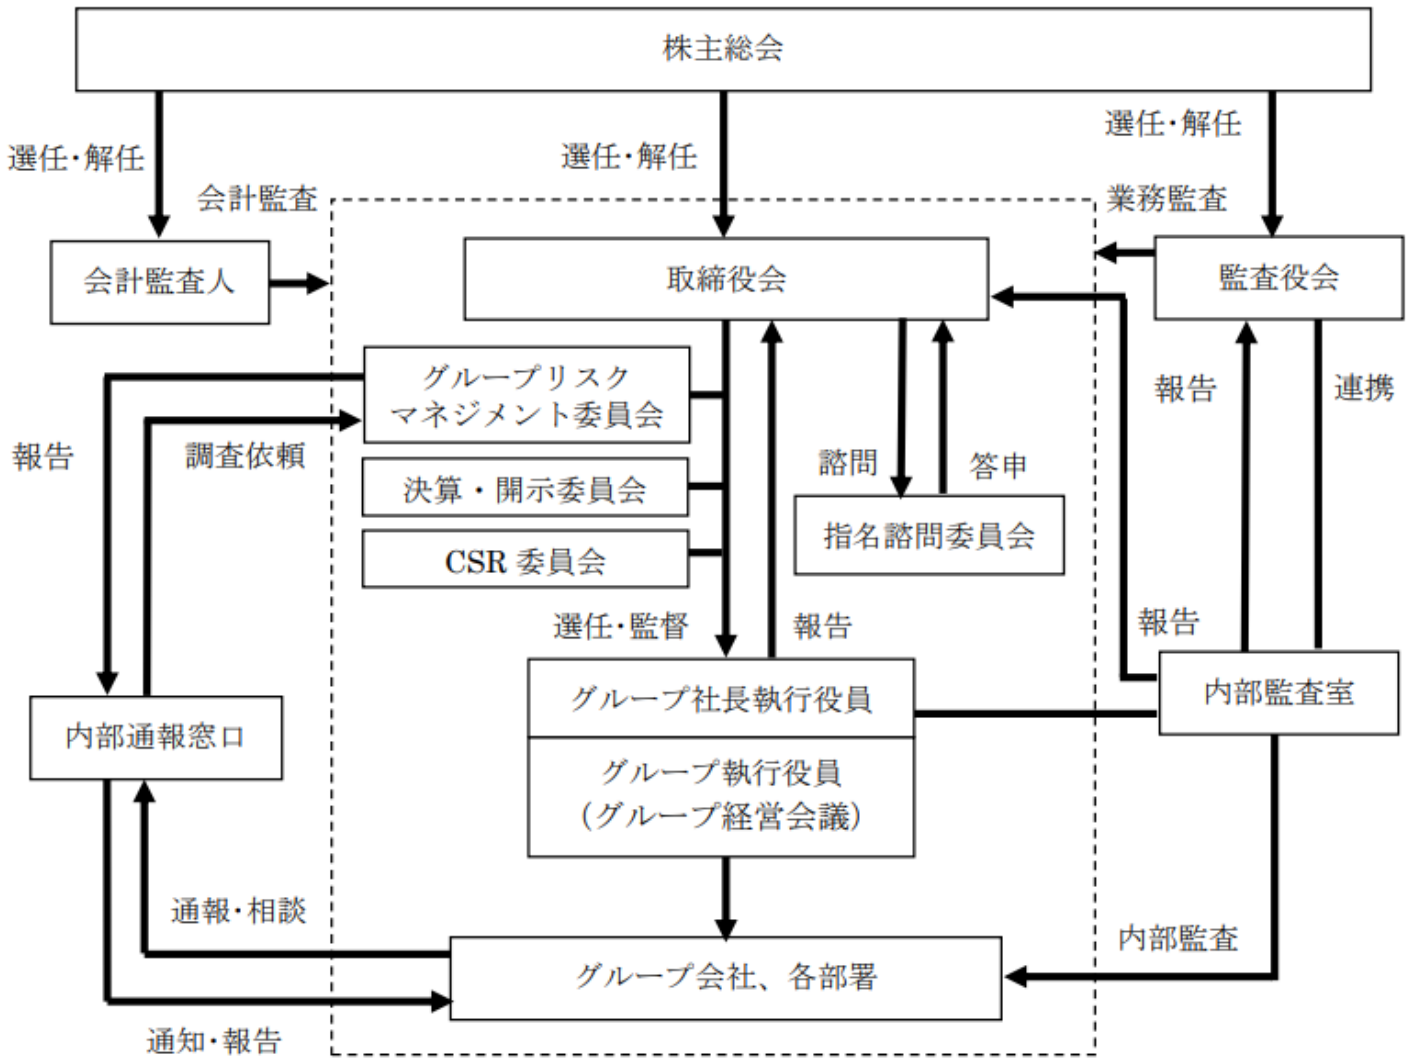 株主総会
選任・解任
選任・解任
選任・解任
会計監査
業務監査
会計監査人
取締役会
監査役会
グループリスク
マネジメント委員会
報告
調査依頼
報告
連携
決算・開示委員会
諮問
答申
指名諮問委員会
CSR 委員会
選任・監督
報告
報告
グループ社長執行役員
内部監査室
内部通報窓口
グループ執行役員
（グループ経営会議）
通報・相談
内部監査
グループ会社、各部署
通知・報告